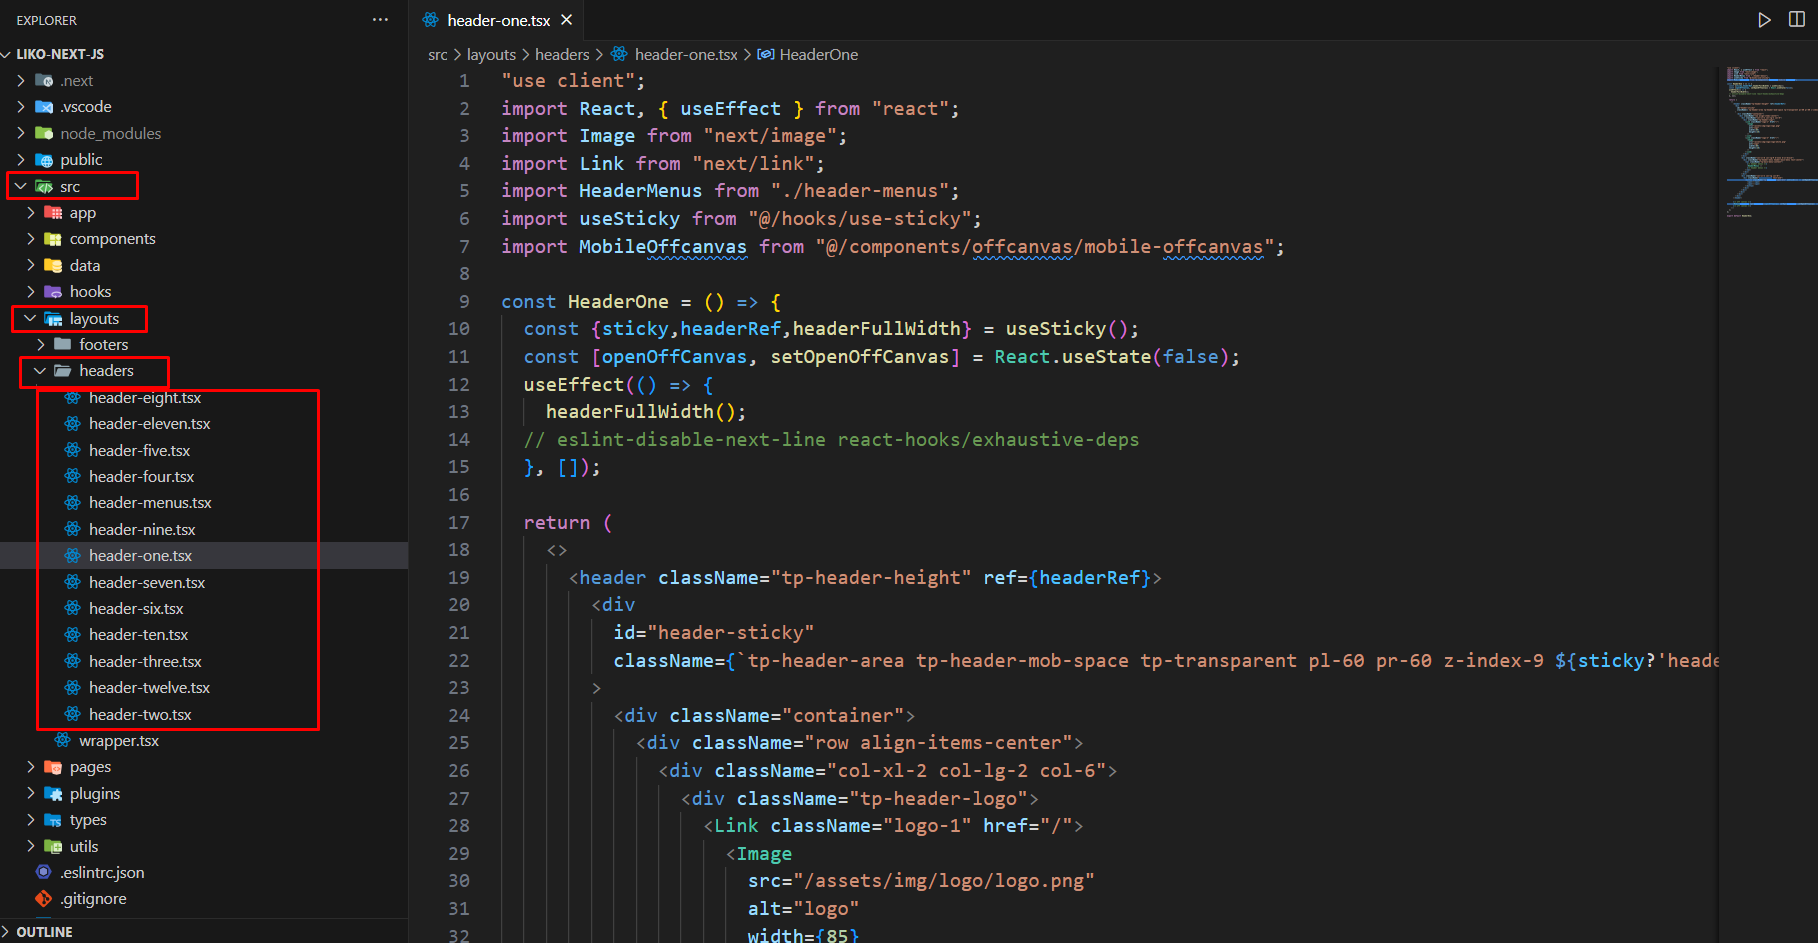 EXPLORER
LIKO-NEXT-JS
.next
.vscode
node_modules
public
src
app
components
data
hooks
layouts
footers
headers
header-eight.tsx
header-eleven.tsx
header-five.tsx
header-four.tsx
header-menus.tsx
header-nine.tsx
header-one.tsx
header-seven.tsx
header-six.tsx
header-ten.tsx
header-three.tsx
header-twelve.tsx
header-two.tsx
wrapper.tsx
pages
plugins
types
utils
.eslintrc.json
.gitignore
OUTLINE
header-one.tsx
src > layouts > headers > header-one.tsx > HeaderOne
1 "use client";
2 import React, { useEffect } from "react";
3 import Image from "next/image";
4 import Link from "next/link";
5 import HeaderMenus from "./header-menus";
6 import useSticky from "@/hooks/use-sticky";
7 import MobileOffcanvas from "@/components/offcanvas/mobile-offcanvas";
8
9 const HeaderOne = () => {
10 const {sticky,headerRef,headerFullWidth} = useSticky();
11 const [openOffCanvas, setOpenOffCanvas] = React.useState(false);
12 useEffect(() => {
13 headerFullWidth();
14 // eslint-disable-next-line react-hooks/exhaustive-deps
15 }, []);
16
17 return (
18 <>
19 <header className="tp-header-height" ref={headerRef}>
20 <div
21 id="header-sticky"
22 className={`tp-header-area tp-header-mob-space tp-transparent pl-60 pr-60 z-index-9 ${sticky?'heade
23 >
24 <div className="container">
25 <div className="row align-items-center">
26 <div className="col-xl-2 col-lg-2 col-6">
27 <div className="tp-header-logo">
28 <Link className="logo-1" href="/">
29 <Image
30 src="/assets/img/logo/logo.png"
31 alt="logo"
32 width={85}